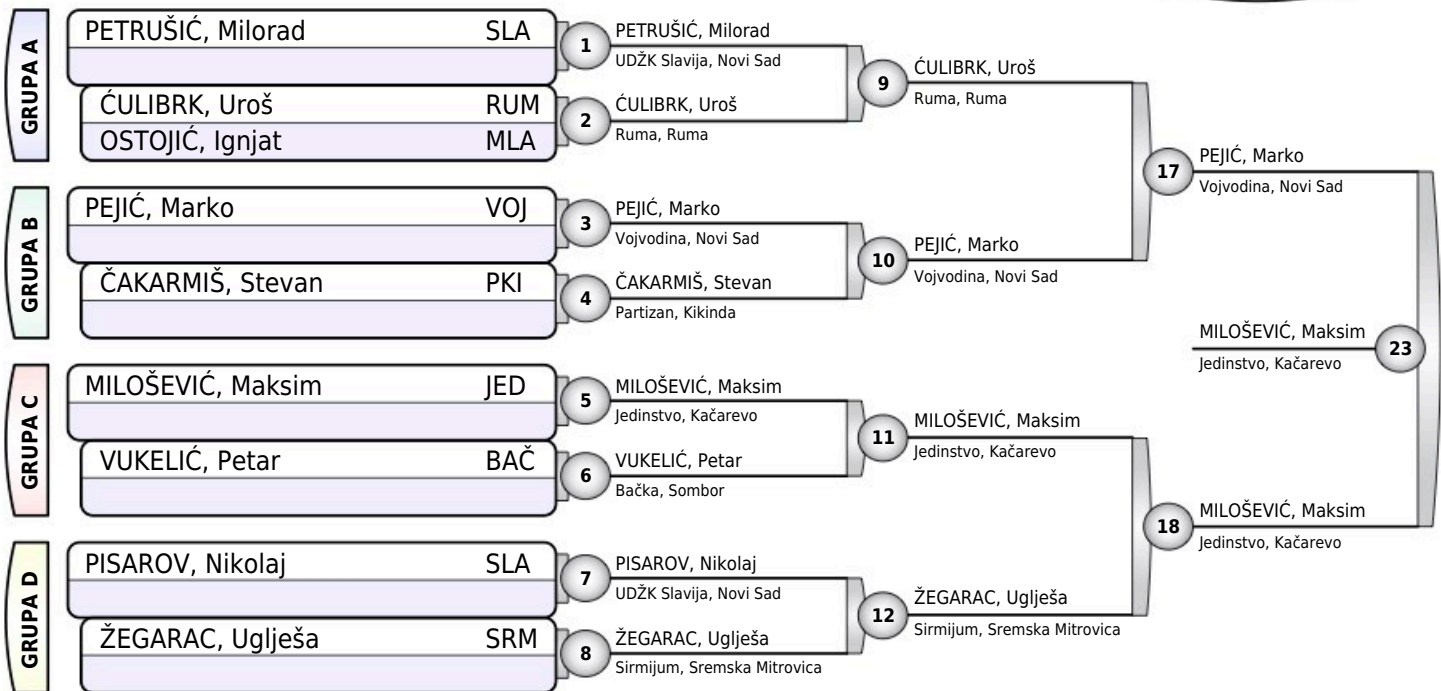 GRUPA A
PETRUŠIĆ, Milorad SLA
ĆULIBRK, Uroš RUM
OSTOJIĆ, Ignjat MLA
GRUPA B
PEJIĆ, Marko VOJ
ČAKARMIŠ, Stevan PKI
GRUPA C
MILOŠEVIĆ, Maksim JED
VUKELIĆ, Petar BAČ
GRUPA D
PISAROV, Nikolaj SLA
ŽEGARAC, Uglješa SRM
1
PETRUŠIĆ, Milorad
UDŽK Slavija, Novi Sad
2
ĆULIBRK, Uroš
Ruma, Ruma
3
PEJIĆ, Marko
Vojvodina, Novi Sad
4
ČAKARMIŠ, Stevan
Partizan, Kikinda
5
MILOŠEVIĆ, Maksim
Jedinstvo, Kačarevo
6
VUKELIĆ, Petar
Bačka, Sombor
7
PISAROV, Nikolaj
UDŽK Slavija, Novi Sad
8
ŽEGARAC, Uglješa
Sirmijum, Sremska Mitrovica
9
ĆULIBRK, Uroš
Ruma, Ruma
10
PEJIĆ, Marko
Vojvodina, Novi Sad
11
MILOŠEVIĆ, Maksim
Jedinstvo, Kačarevo
12
ŽEGARAC, Uglješa
Sirmijum, Sremska Mitrovica
17
PEJIĆ, Marko
Vojvodina, Novi Sad
18
MILOŠEVIĆ, Maksim
Jedinstvo, Kačarevo
MILOŠEVIĆ, Maksim
Jedinstvo, Kačarevo
23